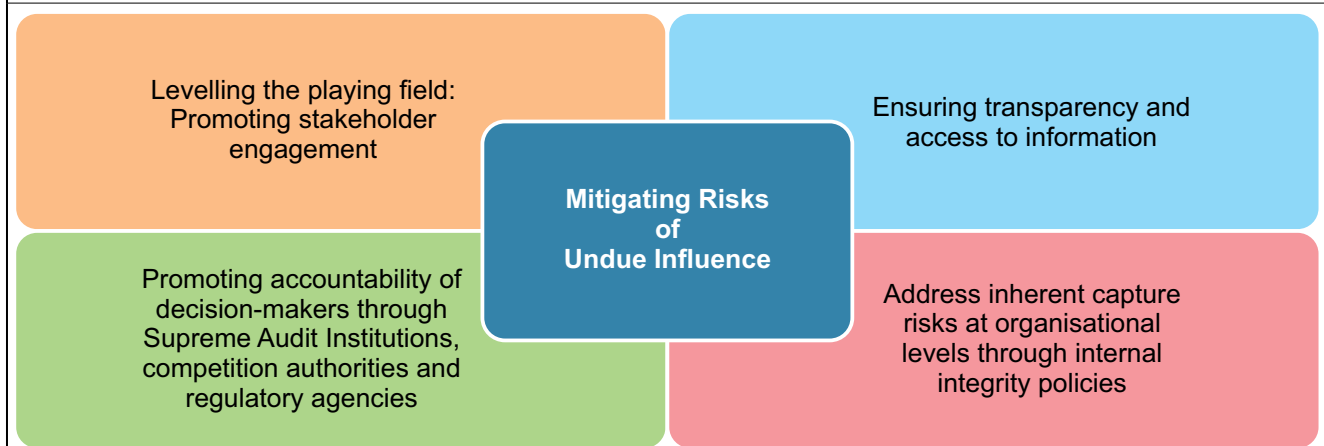 Levelling the playing field:
Promoting stakeholder
engagement
Ensuring transparency and
access to information
Mitigating Risks
of
Undue Influence
Promoting accountability of
decision-makers through
Supreme Audit Institutions,
competition authorities and
regulatory agencies
Address inherent capture
risks at organisational
levels through internal
integrity policies